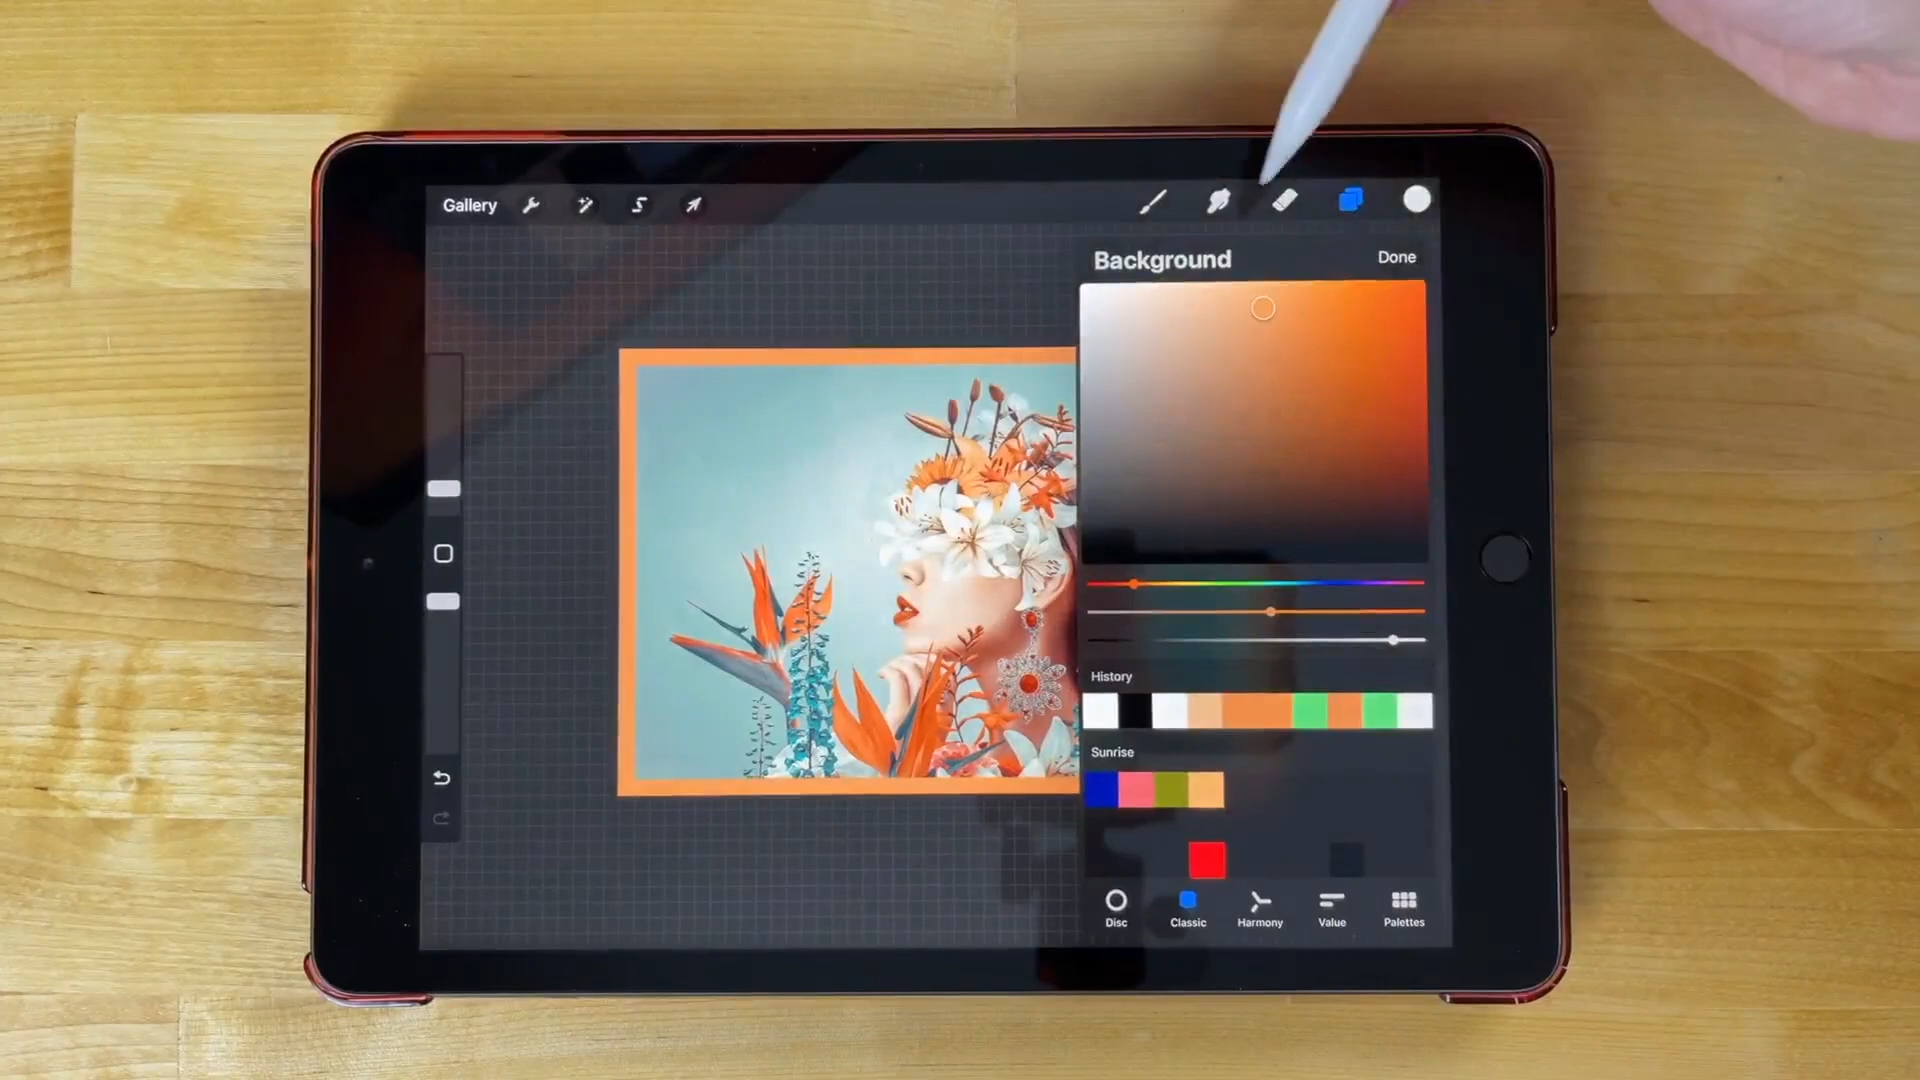 Gallery
Background
Done
History
Sunrise
Disc
Classic
Harmony
Value
Palettes